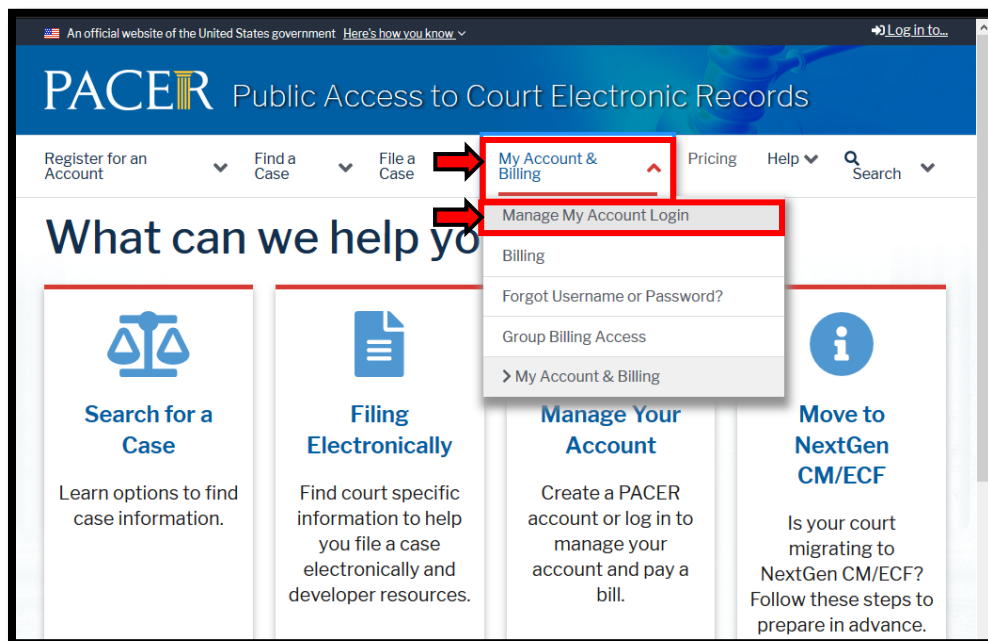 An official website of the United States government Here's how you know
Log in to...
PACER Public Access to Court Electronic Records
Register for an
Account
Find a
Case
File a
Case
My Account &
Billing
Pricing
Help
Search
What can we help yo
Manage My Account Login
Billing
Forgot Username or Password?
Group Billing Access
My Account & Billing
Search for a
Case
Learn options to find
case information.
Filing
Electronically
Find court specific
information to help
you file a case
electronically and
developer resources.
Manage Your
Account
Create a PACER
account or log in to
manage your
account and pay a
bill.
Move to
NextGen
CM/ECF
Is your court
migrating to
NextGen CM/ECF?
Follow these steps to
prepare in advance.